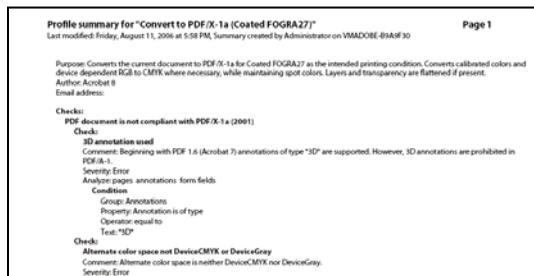 Profile summary for "Convert to PDF/X-1a (Coated FOGRA27)" Page 1
Last modified: Friday, August 11, 2006 at 5:58 PM, Summary created by Administrator on VMADOBE-B9A9F30
Purpose: Converts the current document to PDF/X-1a for Coated FOGRA27 as the intended printing condition. Converts calibrated colors and
device dependent RGB to CMYK where necessary, while maintaining spot colors. Layers and transparency are flattened if present.
Author: Acrobat 8
Email address:
Checks:
PDF document is not compliant with PDF/X-1a (2001)
Check:
3D annotation used
Comment: Beginning with PDF 1.6 (Acrobat 7) annotations of type "3D" are supported. However, 3D annotations are prohibited in
PDF/A-1.
Severity: Error
Analyze: pages annotations form fields
Condition
Group: Annotations
Property: Annotation is of type
Operator: equal to
Text: "3D"
Check:
Alternate color space not DeviceCMYK or DeviceGray
Comment: Alternate color space is neither DeviceCMYK nor DeviceGray.
Severity: Error